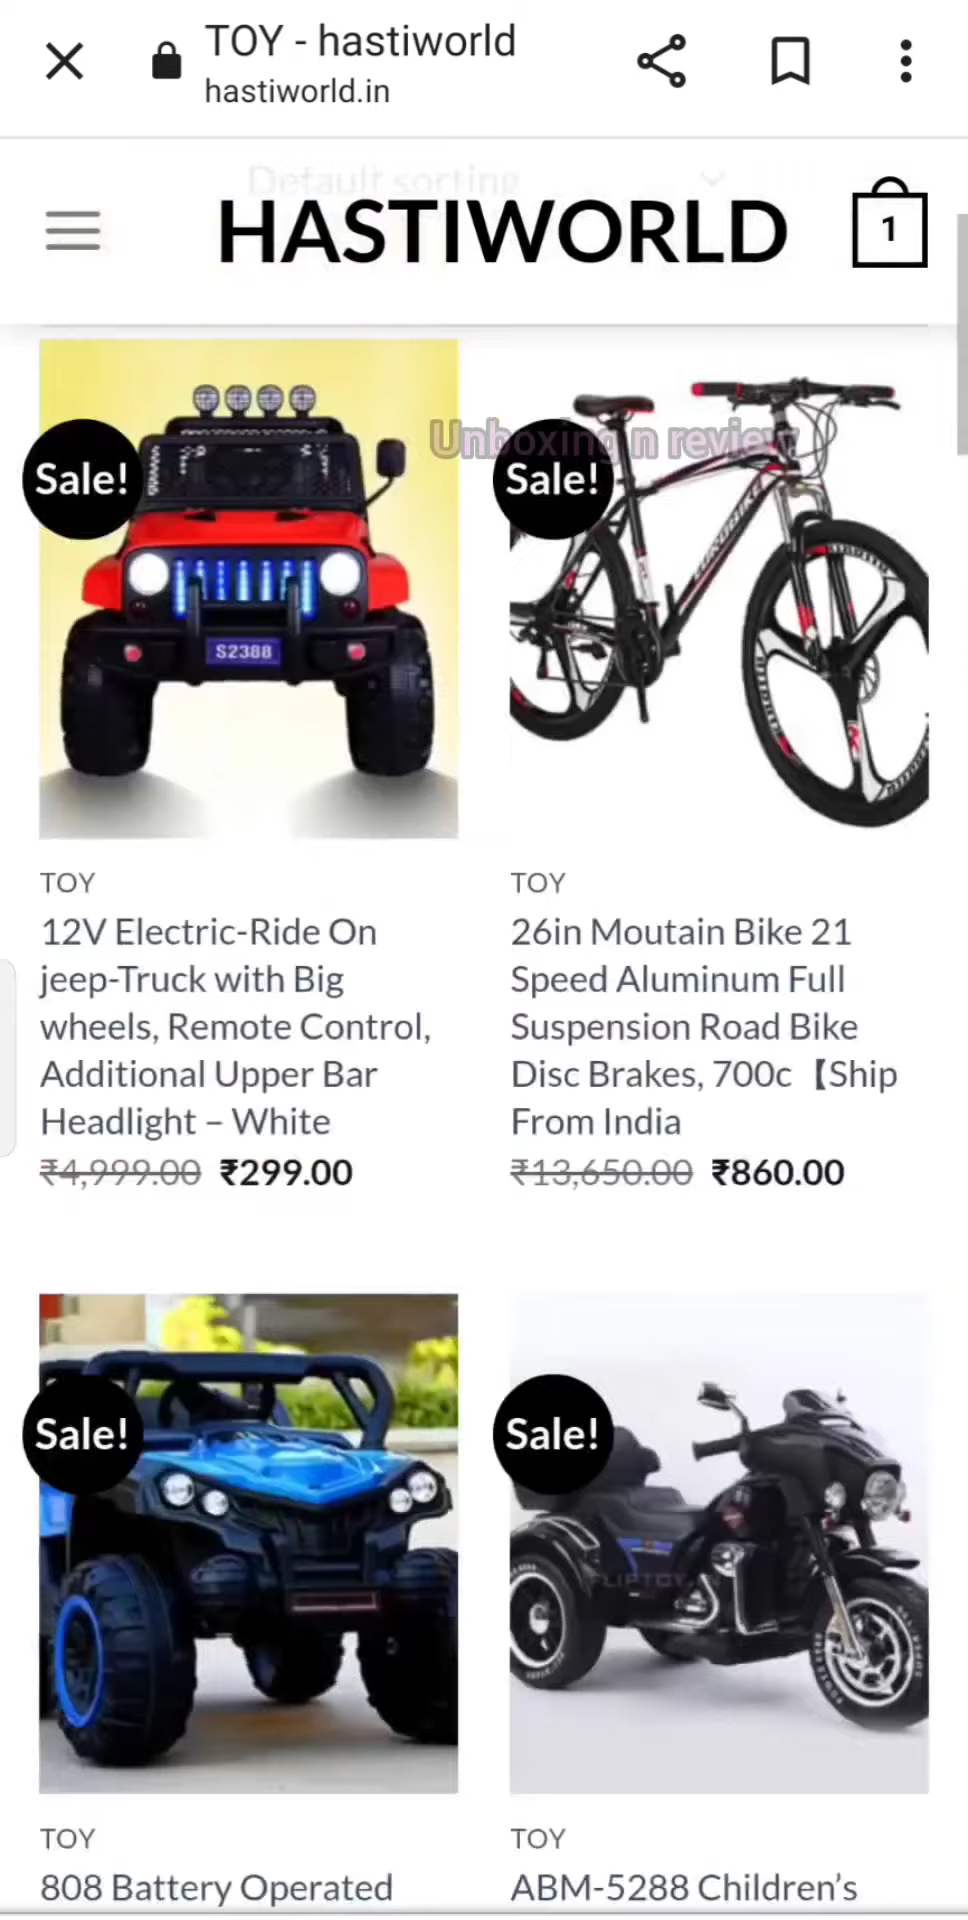 TOY - hastiworld
hastiworld.in
Default sorting
HASTIWORLD
1
Unboxing n review
Sale!
Sale!
S2388
TOY
12V Electric-Ride On
jeep-Truck with Big
wheels, Remote Control,
Additional Upper Bar
Headlight – White
₹4,999.00 ₹299.00
TOY
26in Moutain Bike 21
Speed Aluminum Full
Suspension Road Bike
Disc Brakes, 700c【Ship
From India
₹13,650.00 ₹860.00
Sale!
Sale!
TOY
808 Battery Operated
TOY
ABM-5288 Children’s